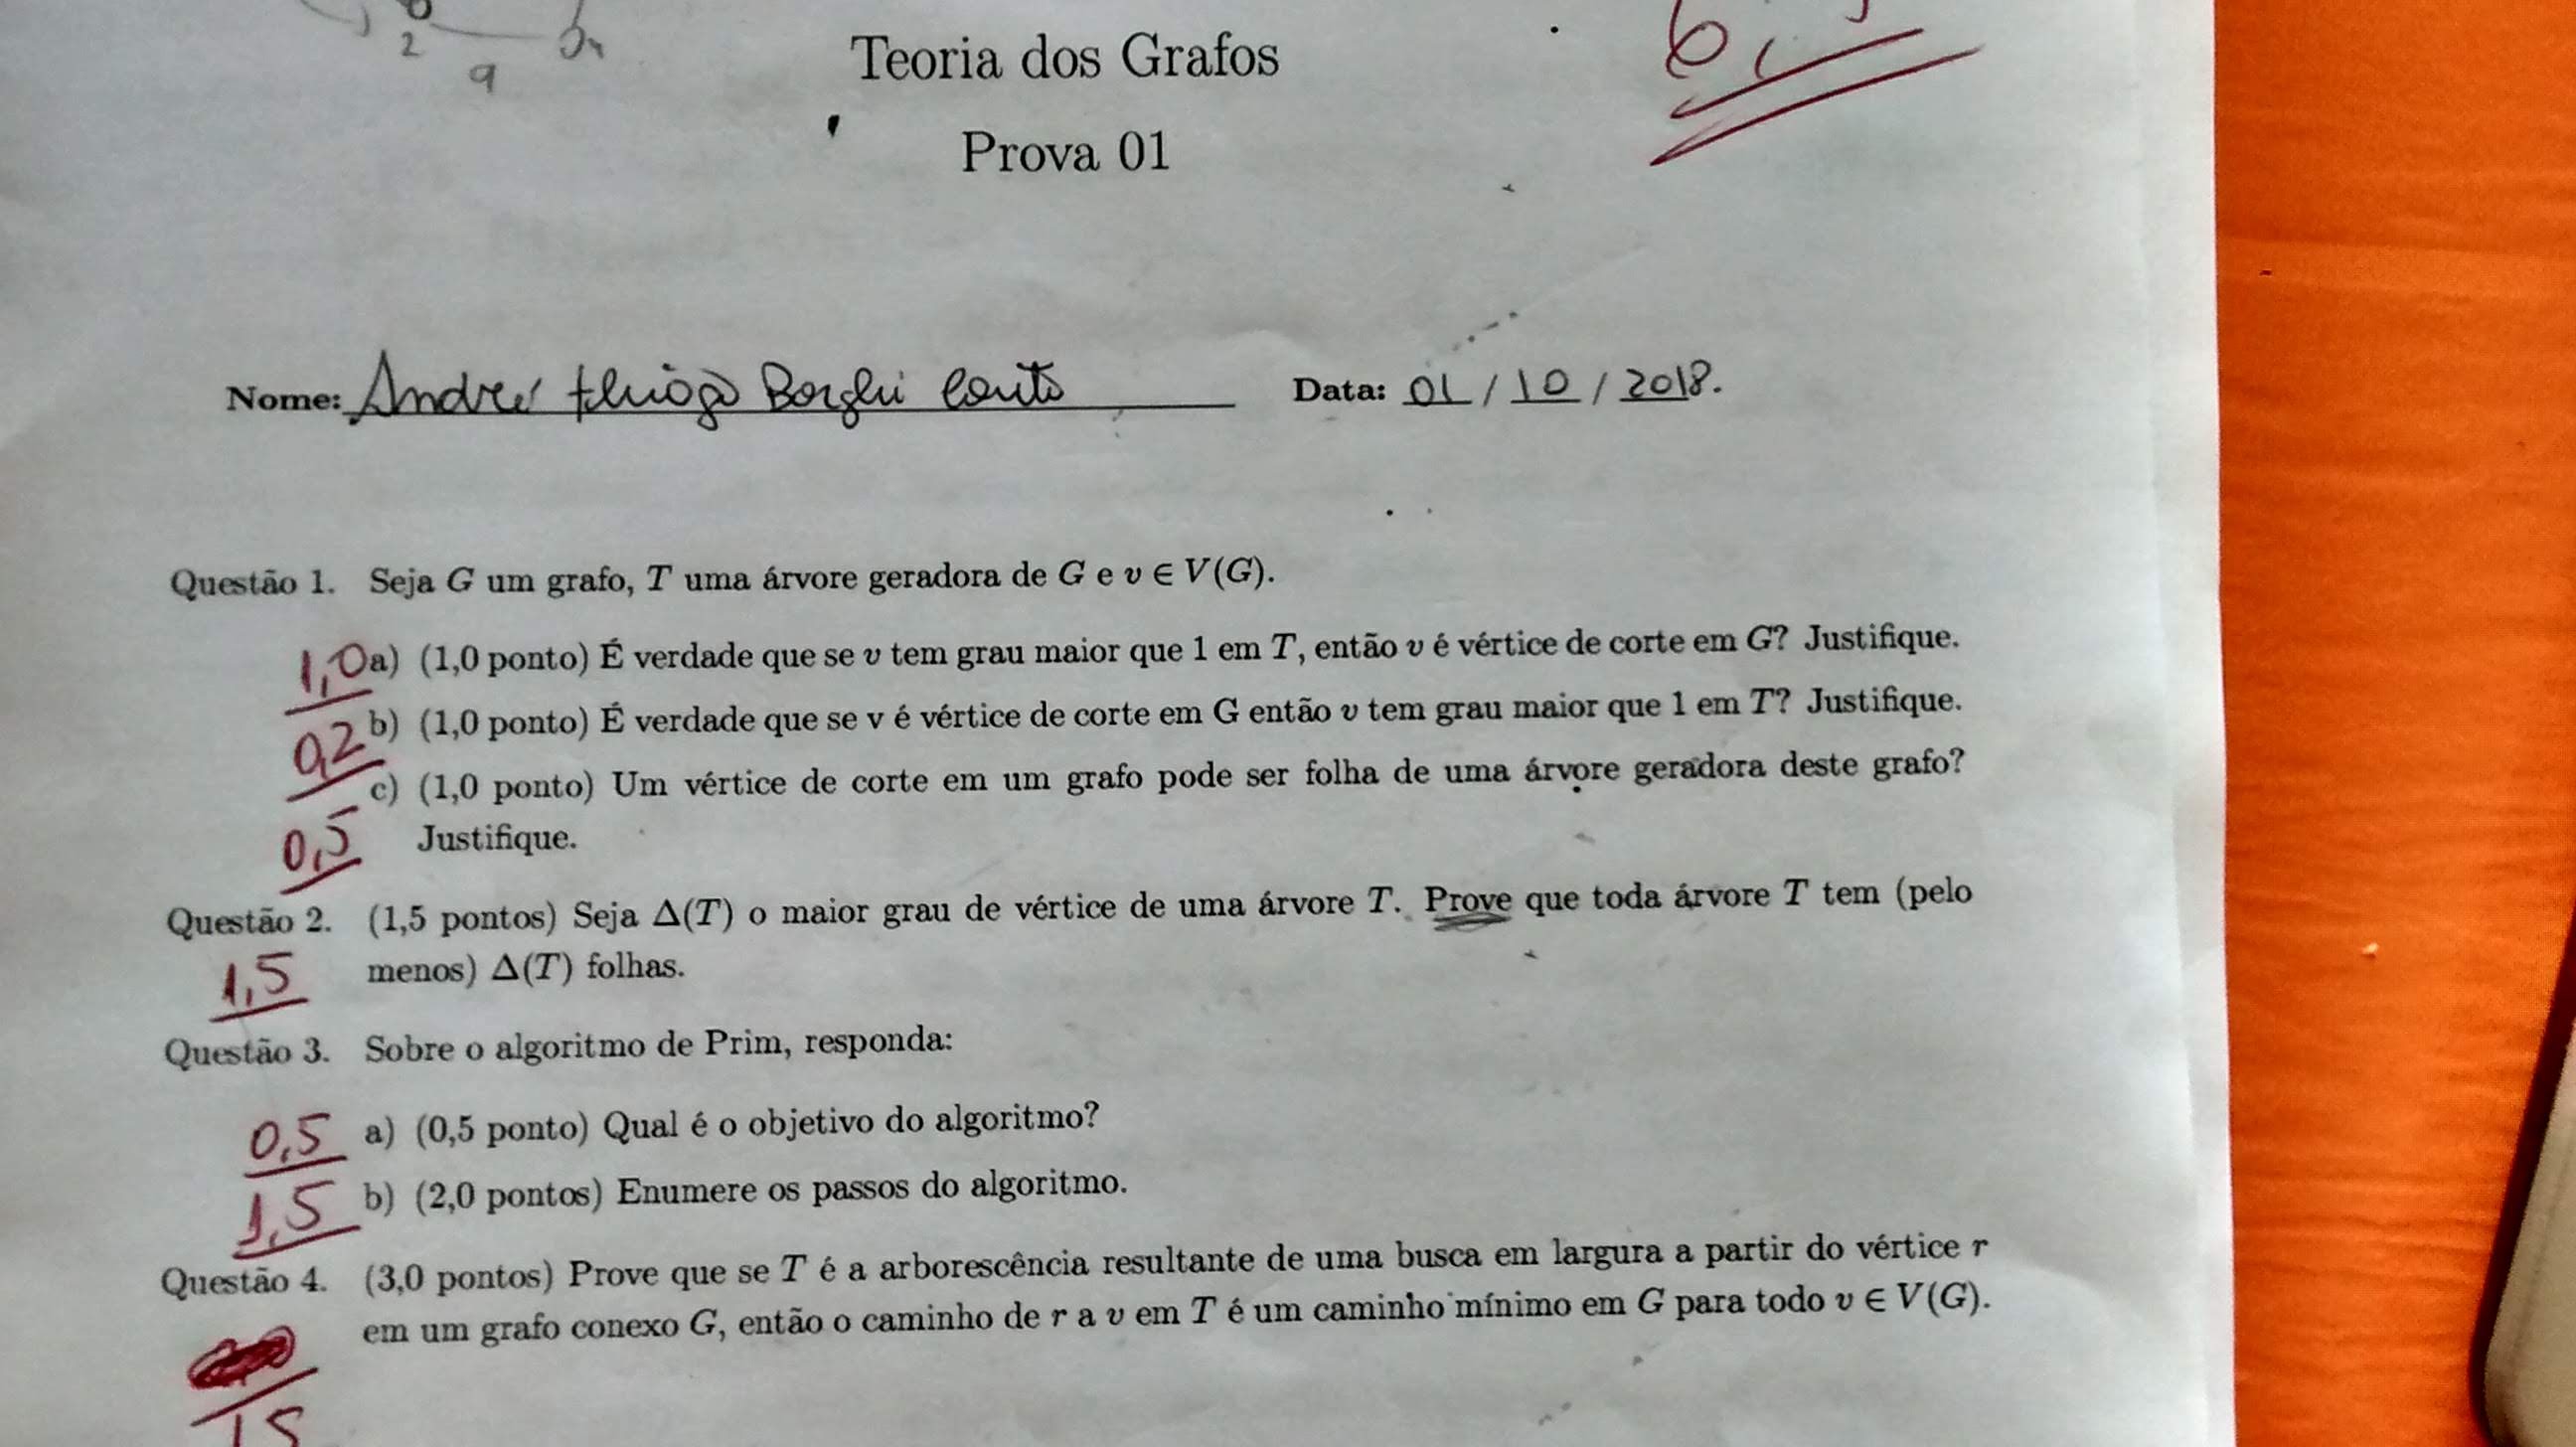 2
9
Teoria dos Grafos
6,
Prova 01
Nome: André Thiago Borghi Couto Data: 01 / 10 / 2018.
Questão 1. Seja G um grafo, T uma árvore geradora de G e v ∈ V(G).
1,0 a) (1,0 ponto) É verdade que se v tem grau maior que 1 em T, então v é vértice de corte em G? Justifique.
0,2 b) (1,0 ponto) É verdade que se v é vértice de corte em G então v tem grau maior que 1 em T? Justifique.
c) (1,0 ponto) Um vértice de corte em um grafo pode ser folha de uma árvore geradora deste grafo?
0,5 Justifique.
Questão 2. (1,5 pontos) Seja Δ(T) o maior grau de vértice de uma árvore T. Prove que toda árvore T tem (pelo
1,5 menos) Δ(T) folhas.
Questão 3. Sobre o algoritmo de Prim, responda:
0,5 a) (0,5 ponto) Qual é o objetivo do algoritmo?
1,5 b) (2,0 pontos) Enumere os passos do algoritmo.
Questão 4. (3,0 pontos) Prove que se T é a arborescência resultante de uma busca em largura a partir do vértice r
em um grafo conexo G, então o caminho de r a v em T é um caminho mínimo em G para todo v ∈ V(G).
15